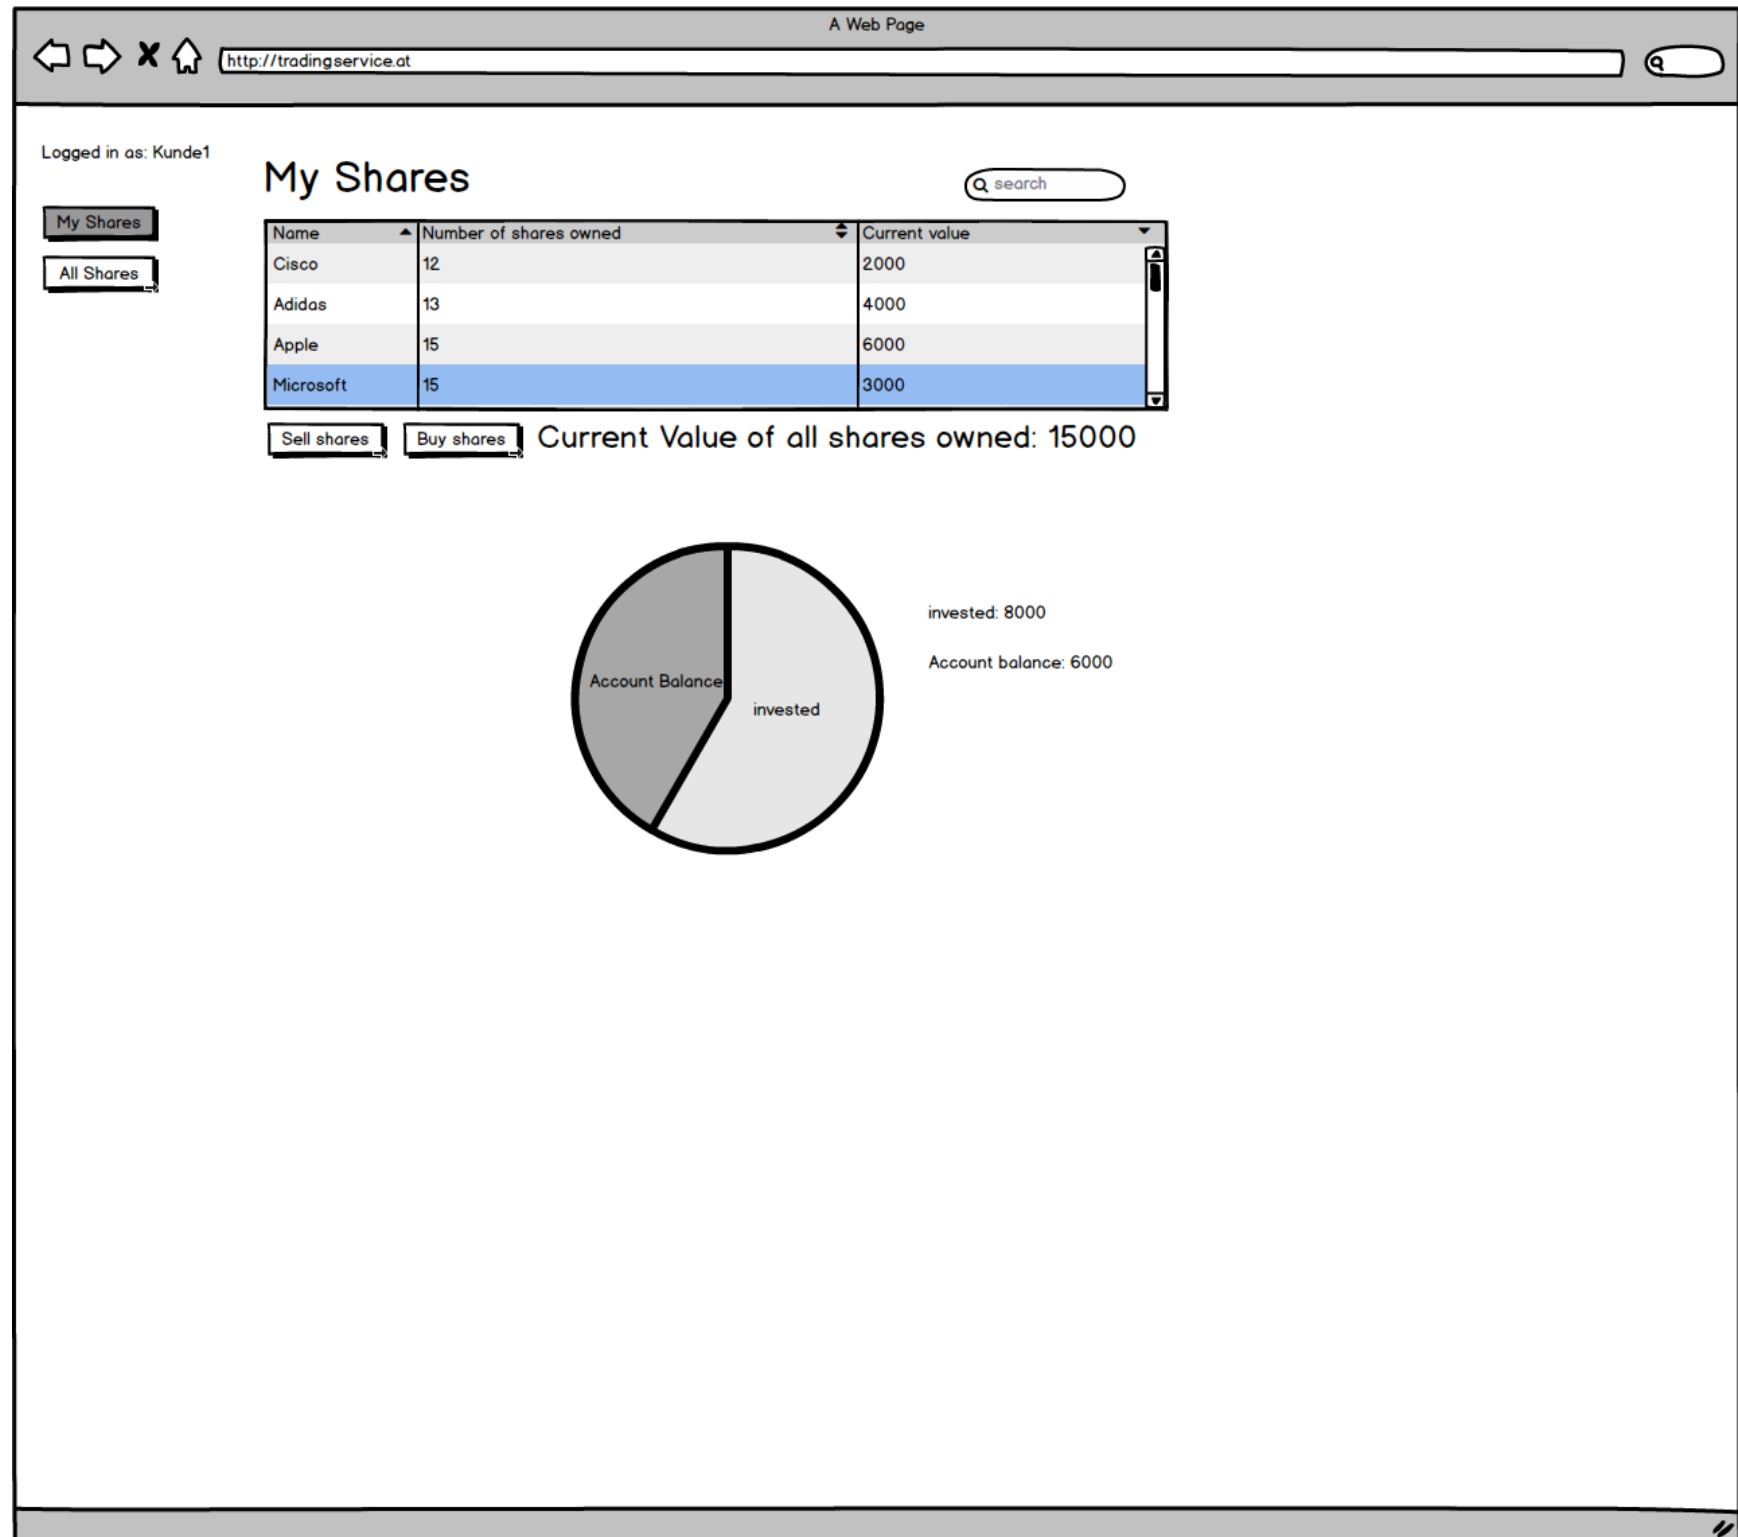 A Web Page
http://tradingservice.at
Logged in as: Kunde1
My Shares
search
My Shares
All Shares
Name Number of shares owned Current value
Cisco 12 2000
Adidas 13 4000
Apple 15 6000
Microsoft 15 3000
Sell shares Buy shares Current Value of all shares owned: 15000
invested: 8000
Account balance: 6000
Account Balance
invested